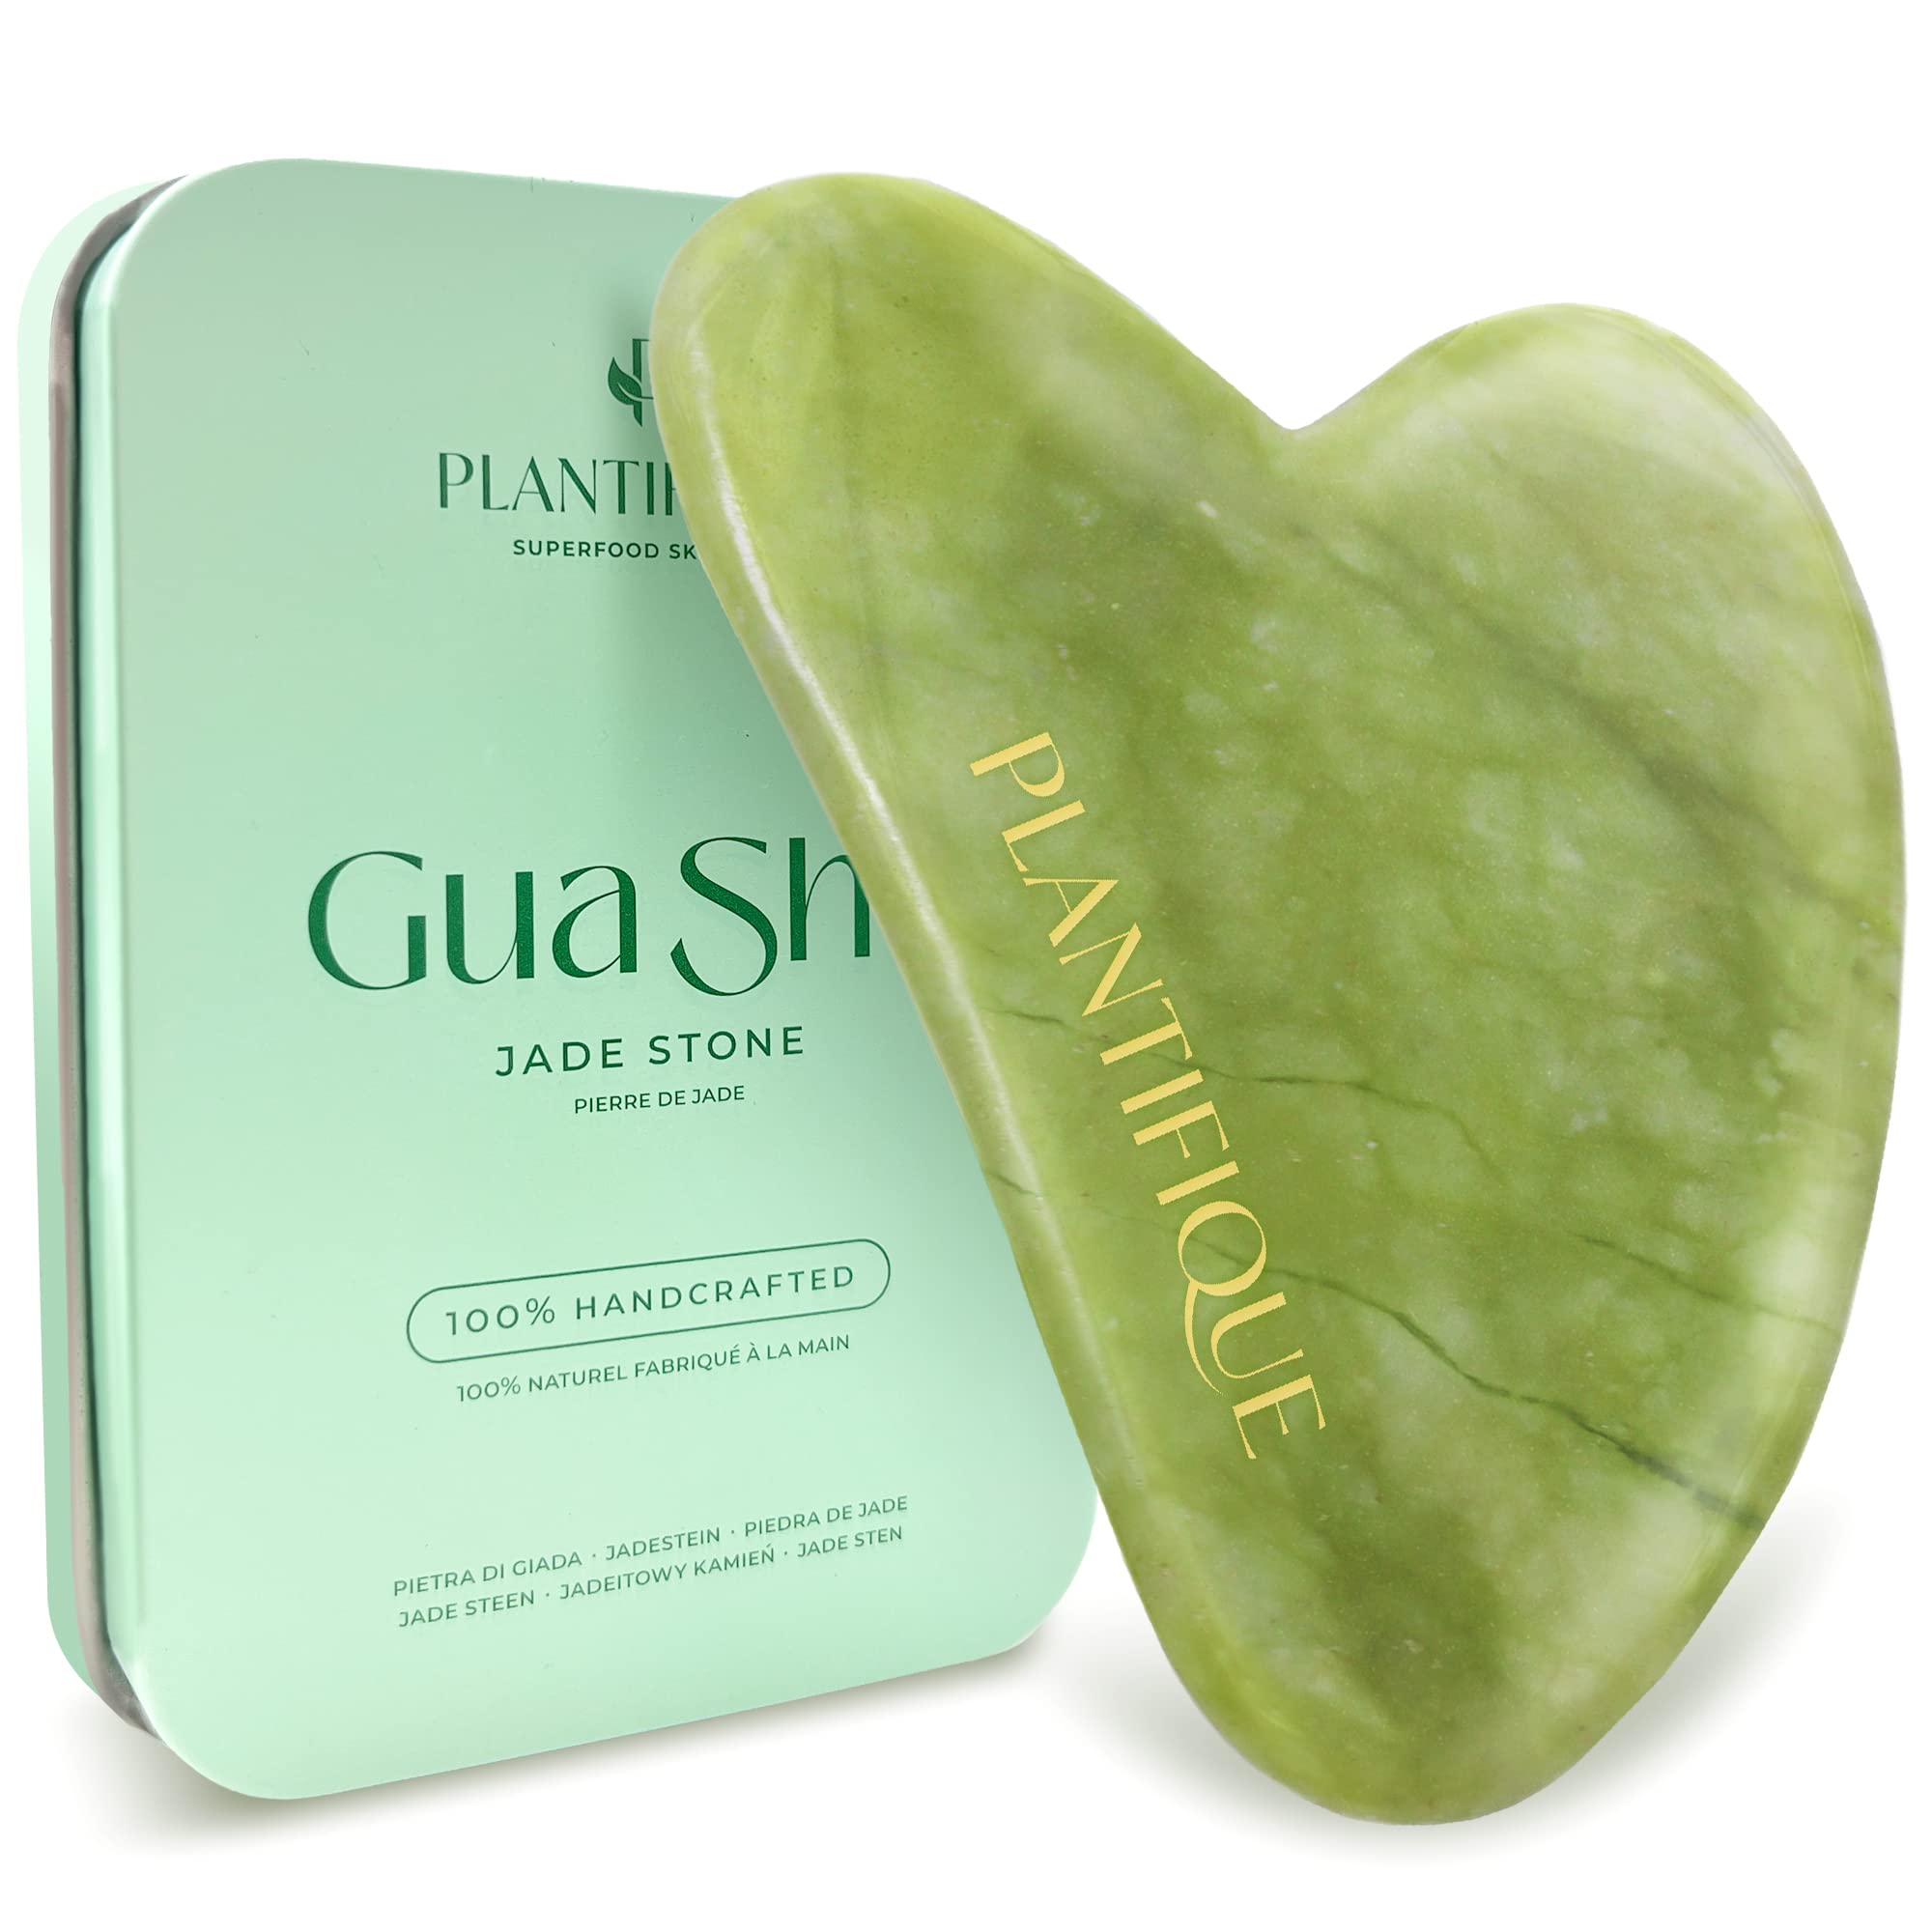 PLANTIF
SUPERFOOD SK
Gua Sh
JADE STONE
PIERRE DE JADE
100% HANDCRAFTED
100% NATUREL FABRIQUÉ À LA MAIN
PIETRA DI GIADA · JADESTEIN · PIEDRA DE JADE
JADE STEEN · JADEITOWY KAMIEŃ · JADE STEN
PLANTIFIQUE